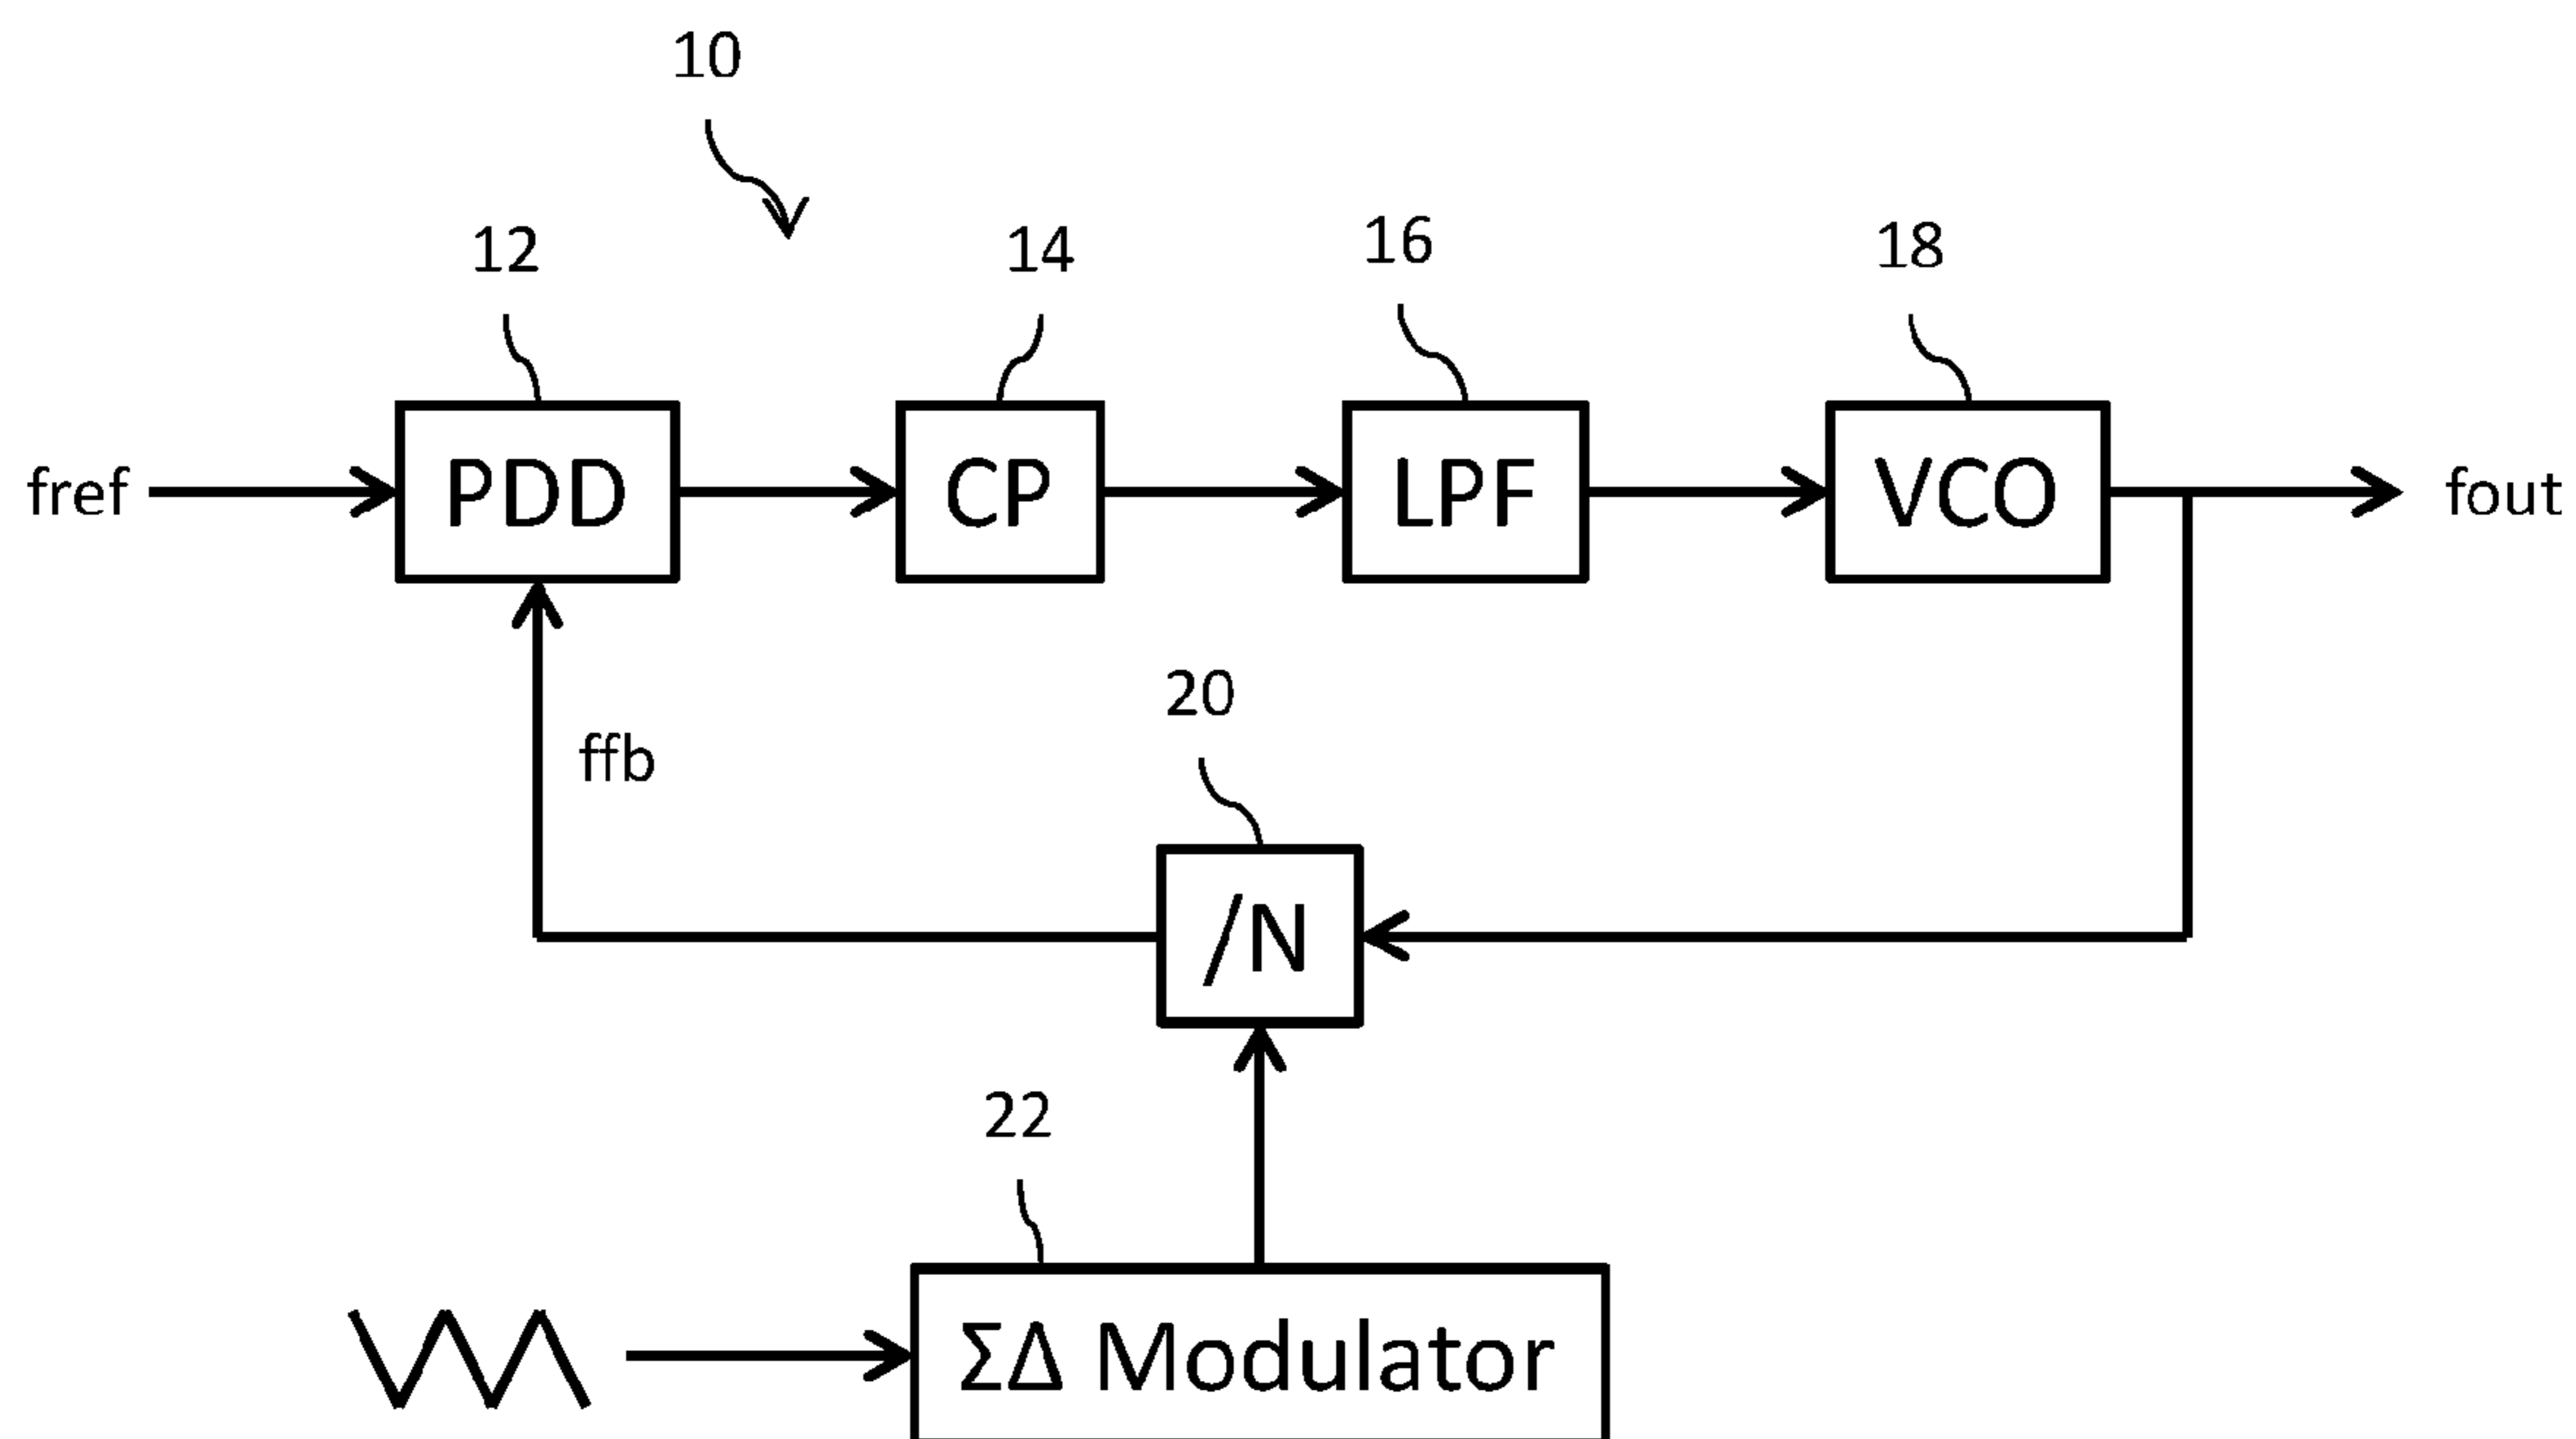 10
12
14
16
18
fref
PDD
CP
LPF
VCO
fout
20
ffb
/N
22
ΣΔ Modulator